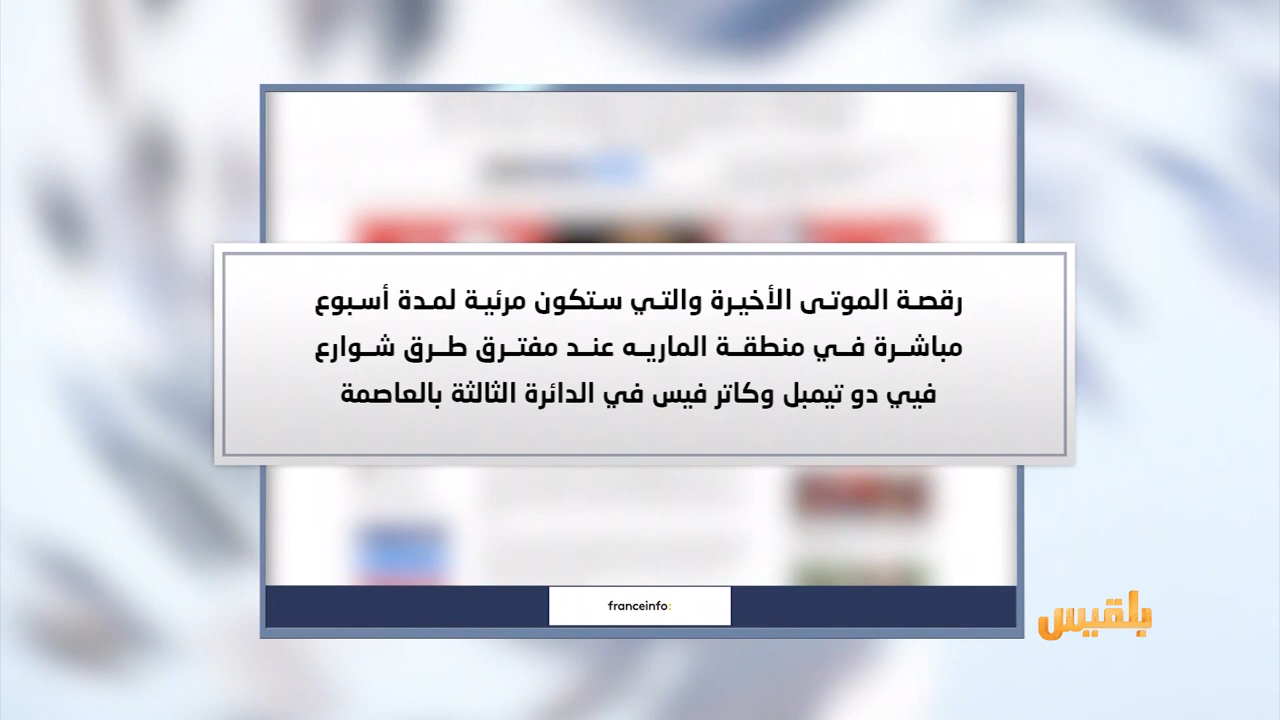 رقصة الموتى الأخيرة والتي ستكون مرئية لمدة أسبوع
مباشرة في منطقة الماريه عند مفترق طرق شوارع
فيي دو تيمبل وكاتر فيس في الدائرة الثالثة بالعاصمة
franceinfo:
بلقيس